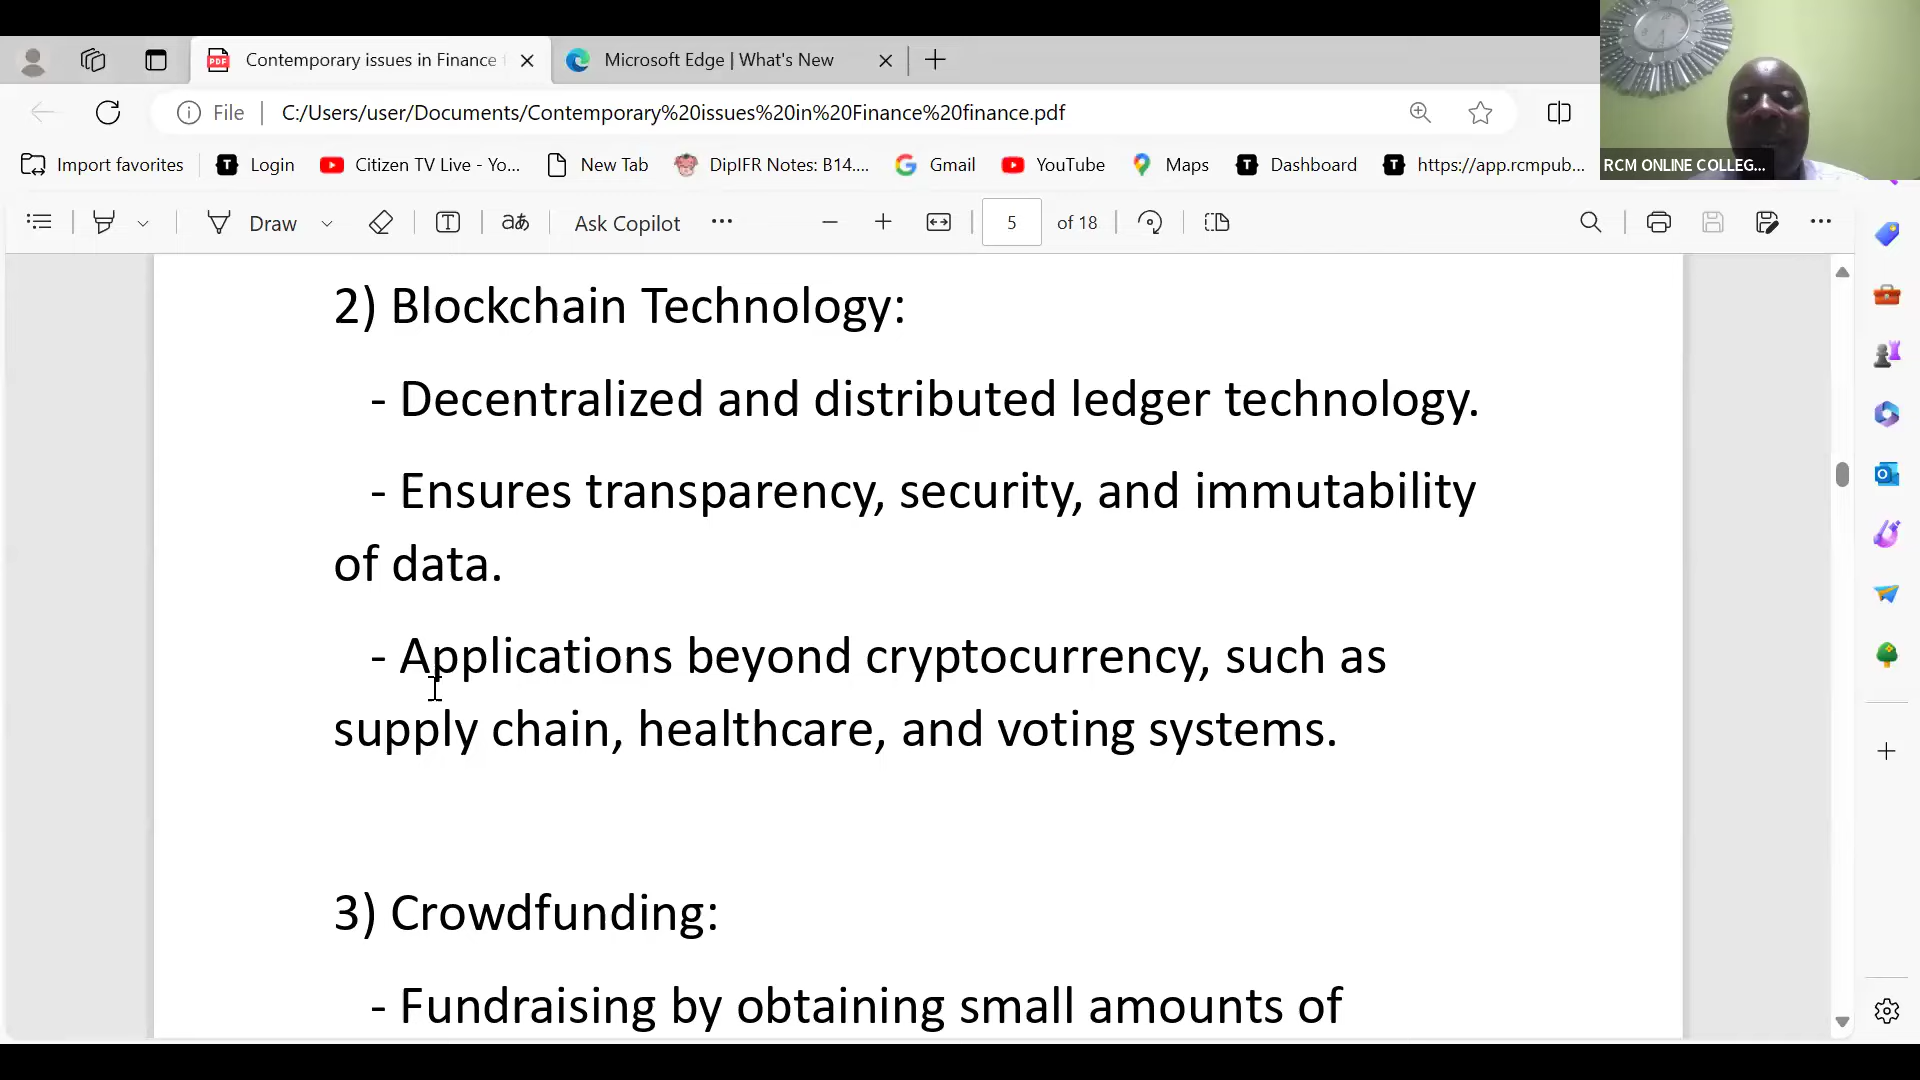 Contemporary issues in Finance
Microsoft Edge | What's New
File
C:/Users/user/Documents/Contemporary%20issues%20in%20Finance%20finance.pdf
Import favorites
Login
Citizen TV Live - Yo...
New Tab
DipIFR Notes: B14....
Gmail
YouTube
Maps
Dashboard
https://app.rcmpub...
RCM ONLINE COLLEG...
Draw
aあ
Ask Copilot
5 of 18
2) Blockchain Technology:
- Decentralized and distributed ledger technology.
- Ensures transparency, security, and immutability
of data.
- Applications beyond cryptocurrency, such as
supply chain, healthcare, and voting systems.
3) Crowdfunding:
- Fundraising by obtaining small amounts of